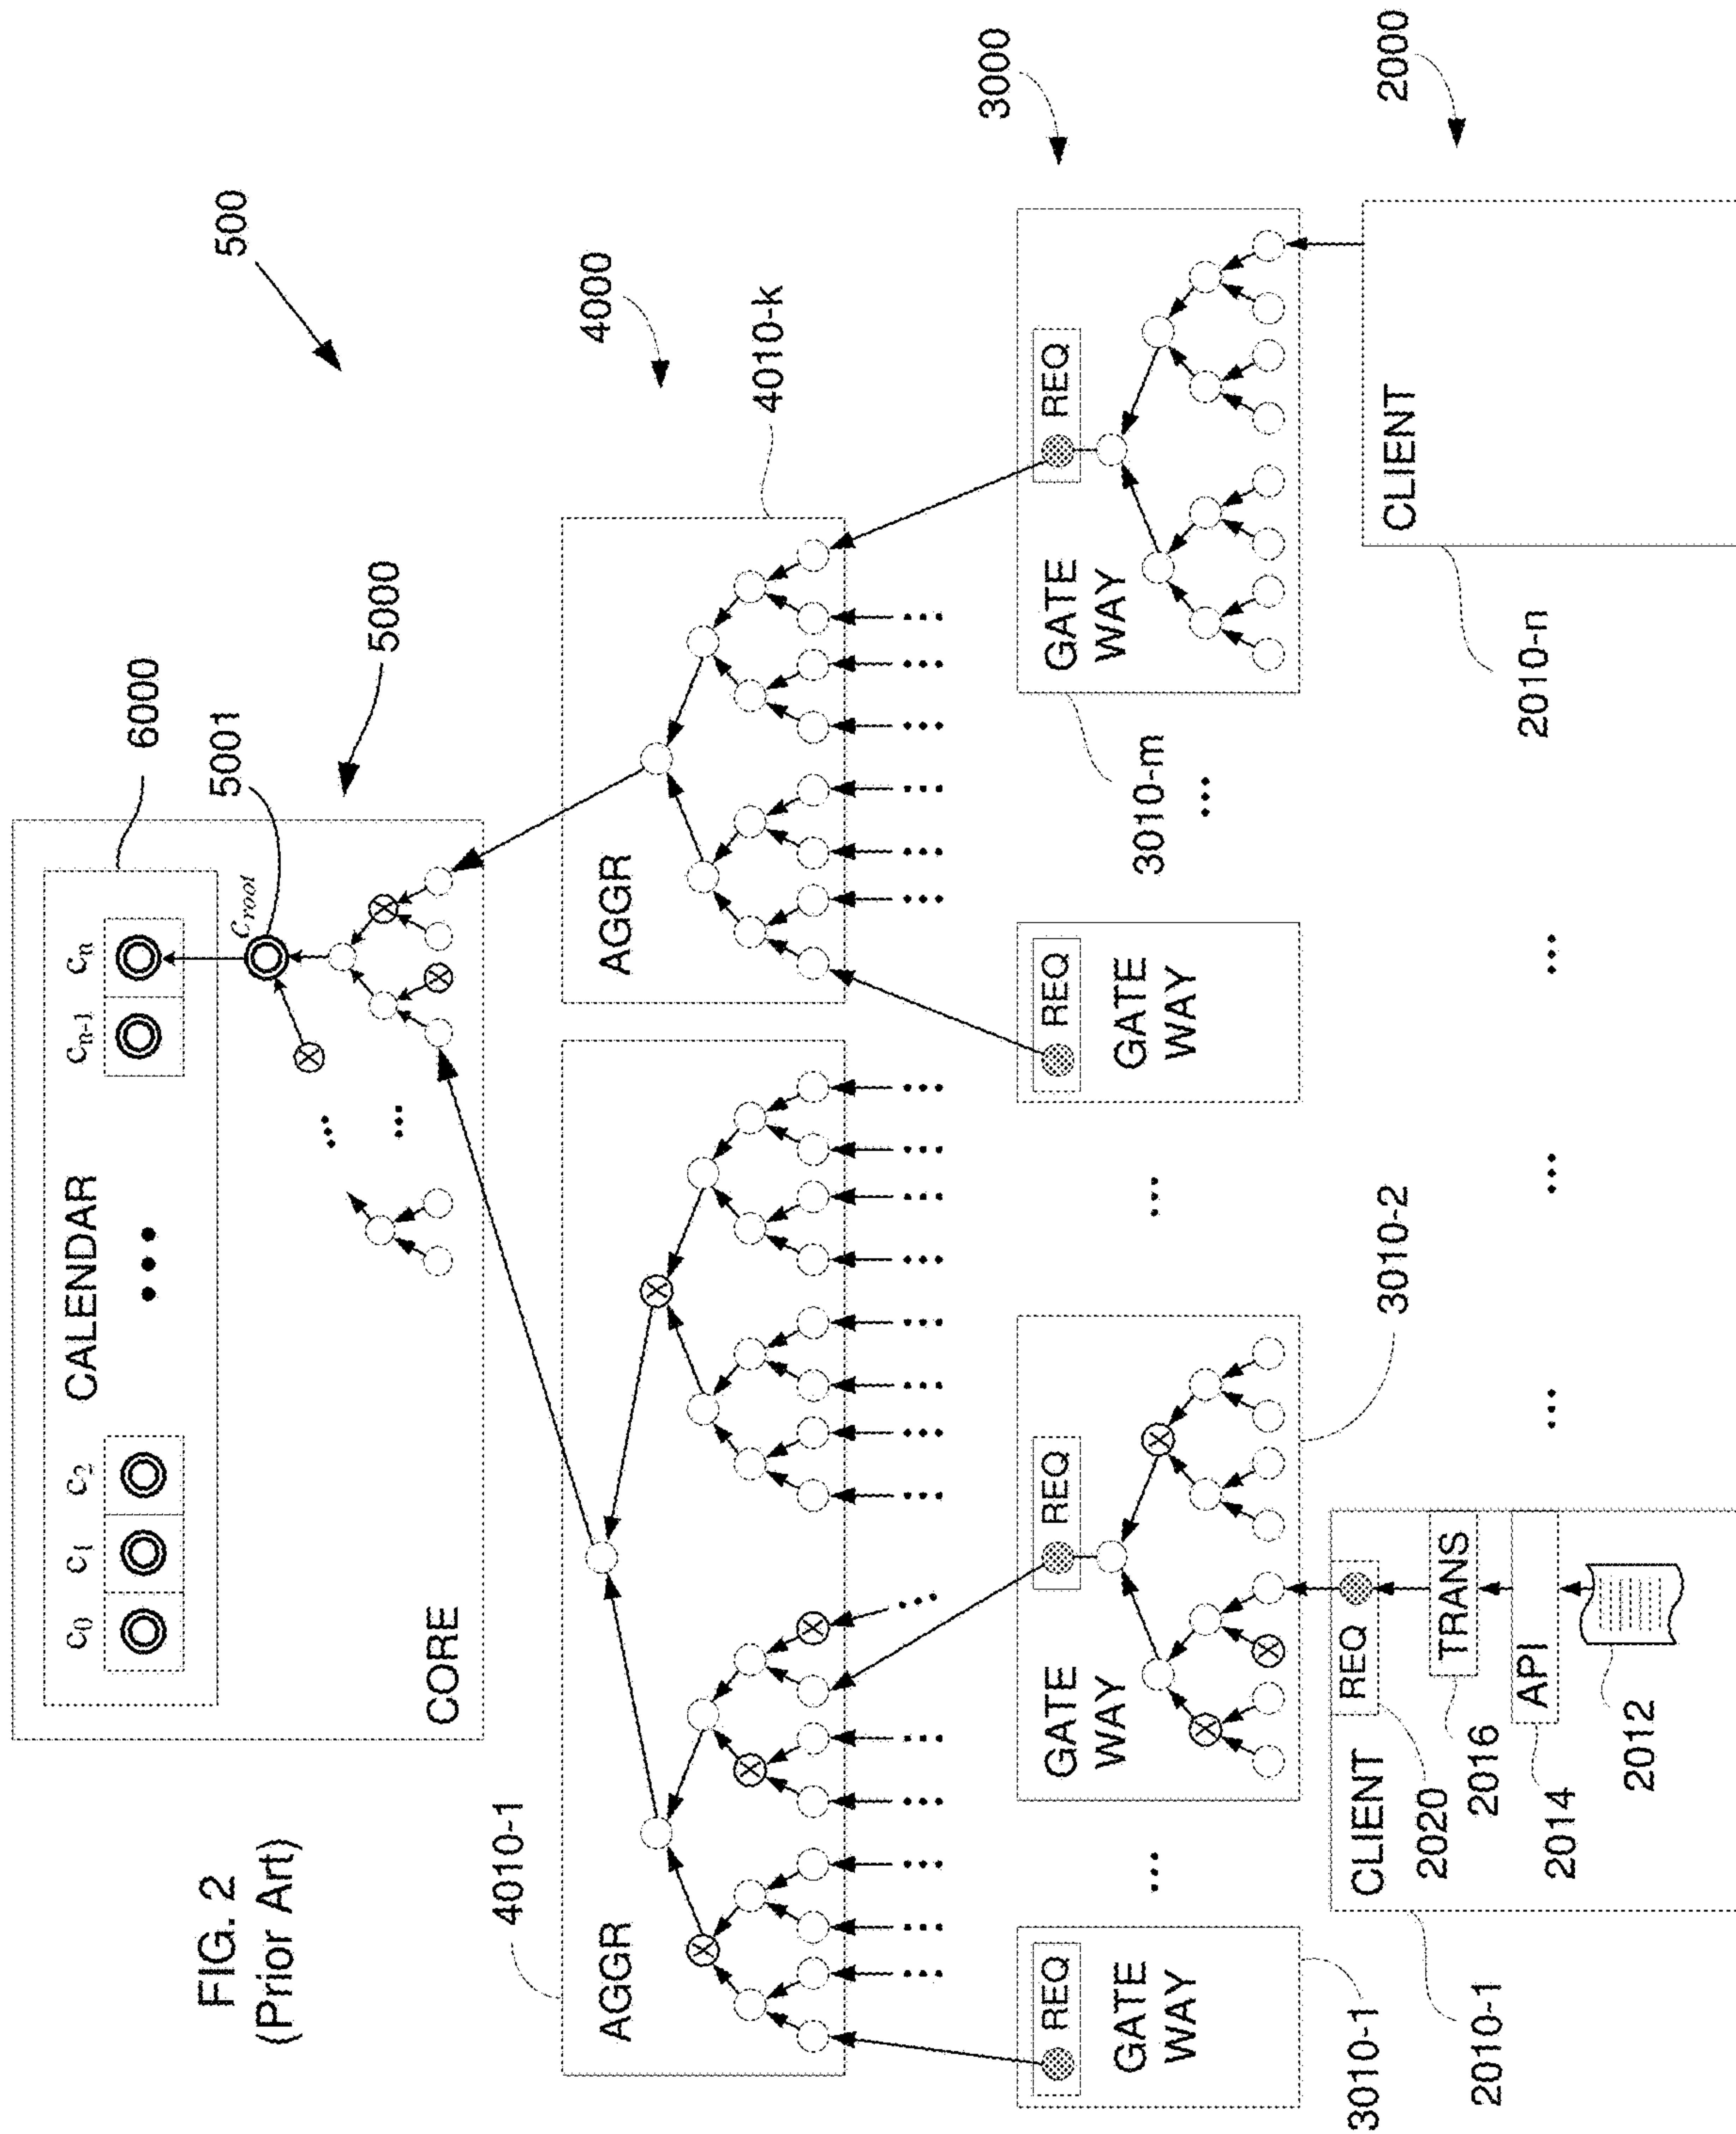 FIG. 2
(Prior Art)
500
CALENDAR
6000
c0 c1 c2 ••• cn-1 cn
croot
5001
5000
••• •••
CORE
4000
4010-1
4010-k
AGGR
AGGR
••• ••• ••• ••• ••• ••• ••• ••• ••• ••• ••• ••• ••• ••• ••• ••• ••• ••• ••• •••
3000
REQ
GATE
WAY
3010-1
•••
REQ
GATE
WAY
3010-2
•••
REQ
GATE
WAY
•••
REQ
GATE
WAY
3010-m
••• ••• •••
2000
CLIENT
2010-1
REQ
2020
TRANS
2016
API
2014
2012
CLIENT
2010-n